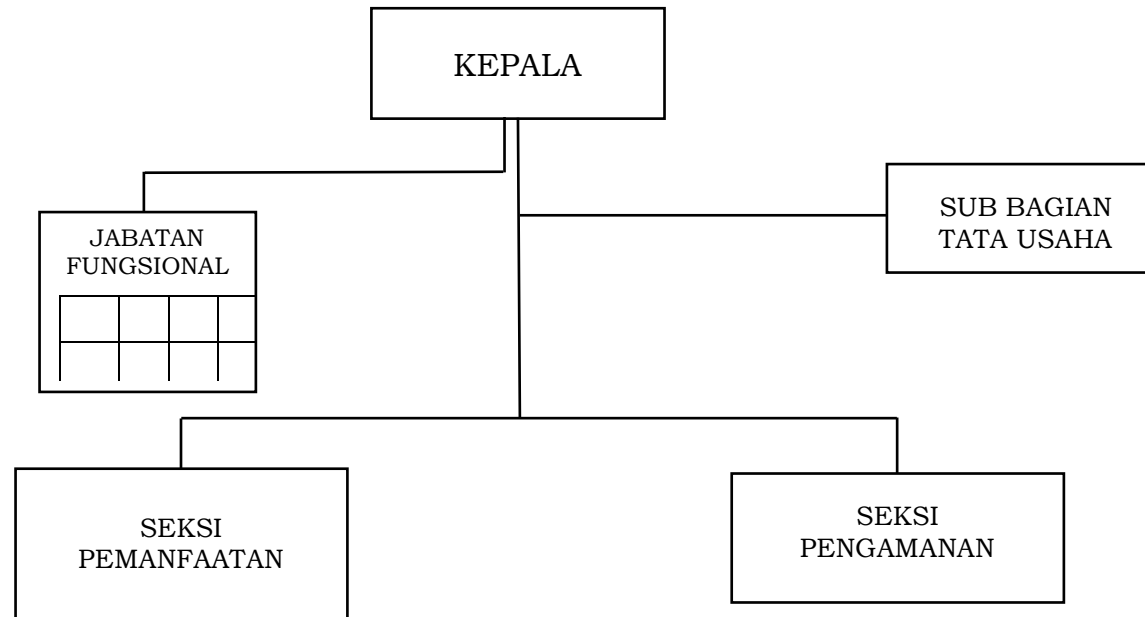 KEPALA
SUB BAGIAN
TATA USAHA
JABATAN
FUNGSIONAL
SEKSI
PEMANFAATAN
SEKSI
PENGAMANAN